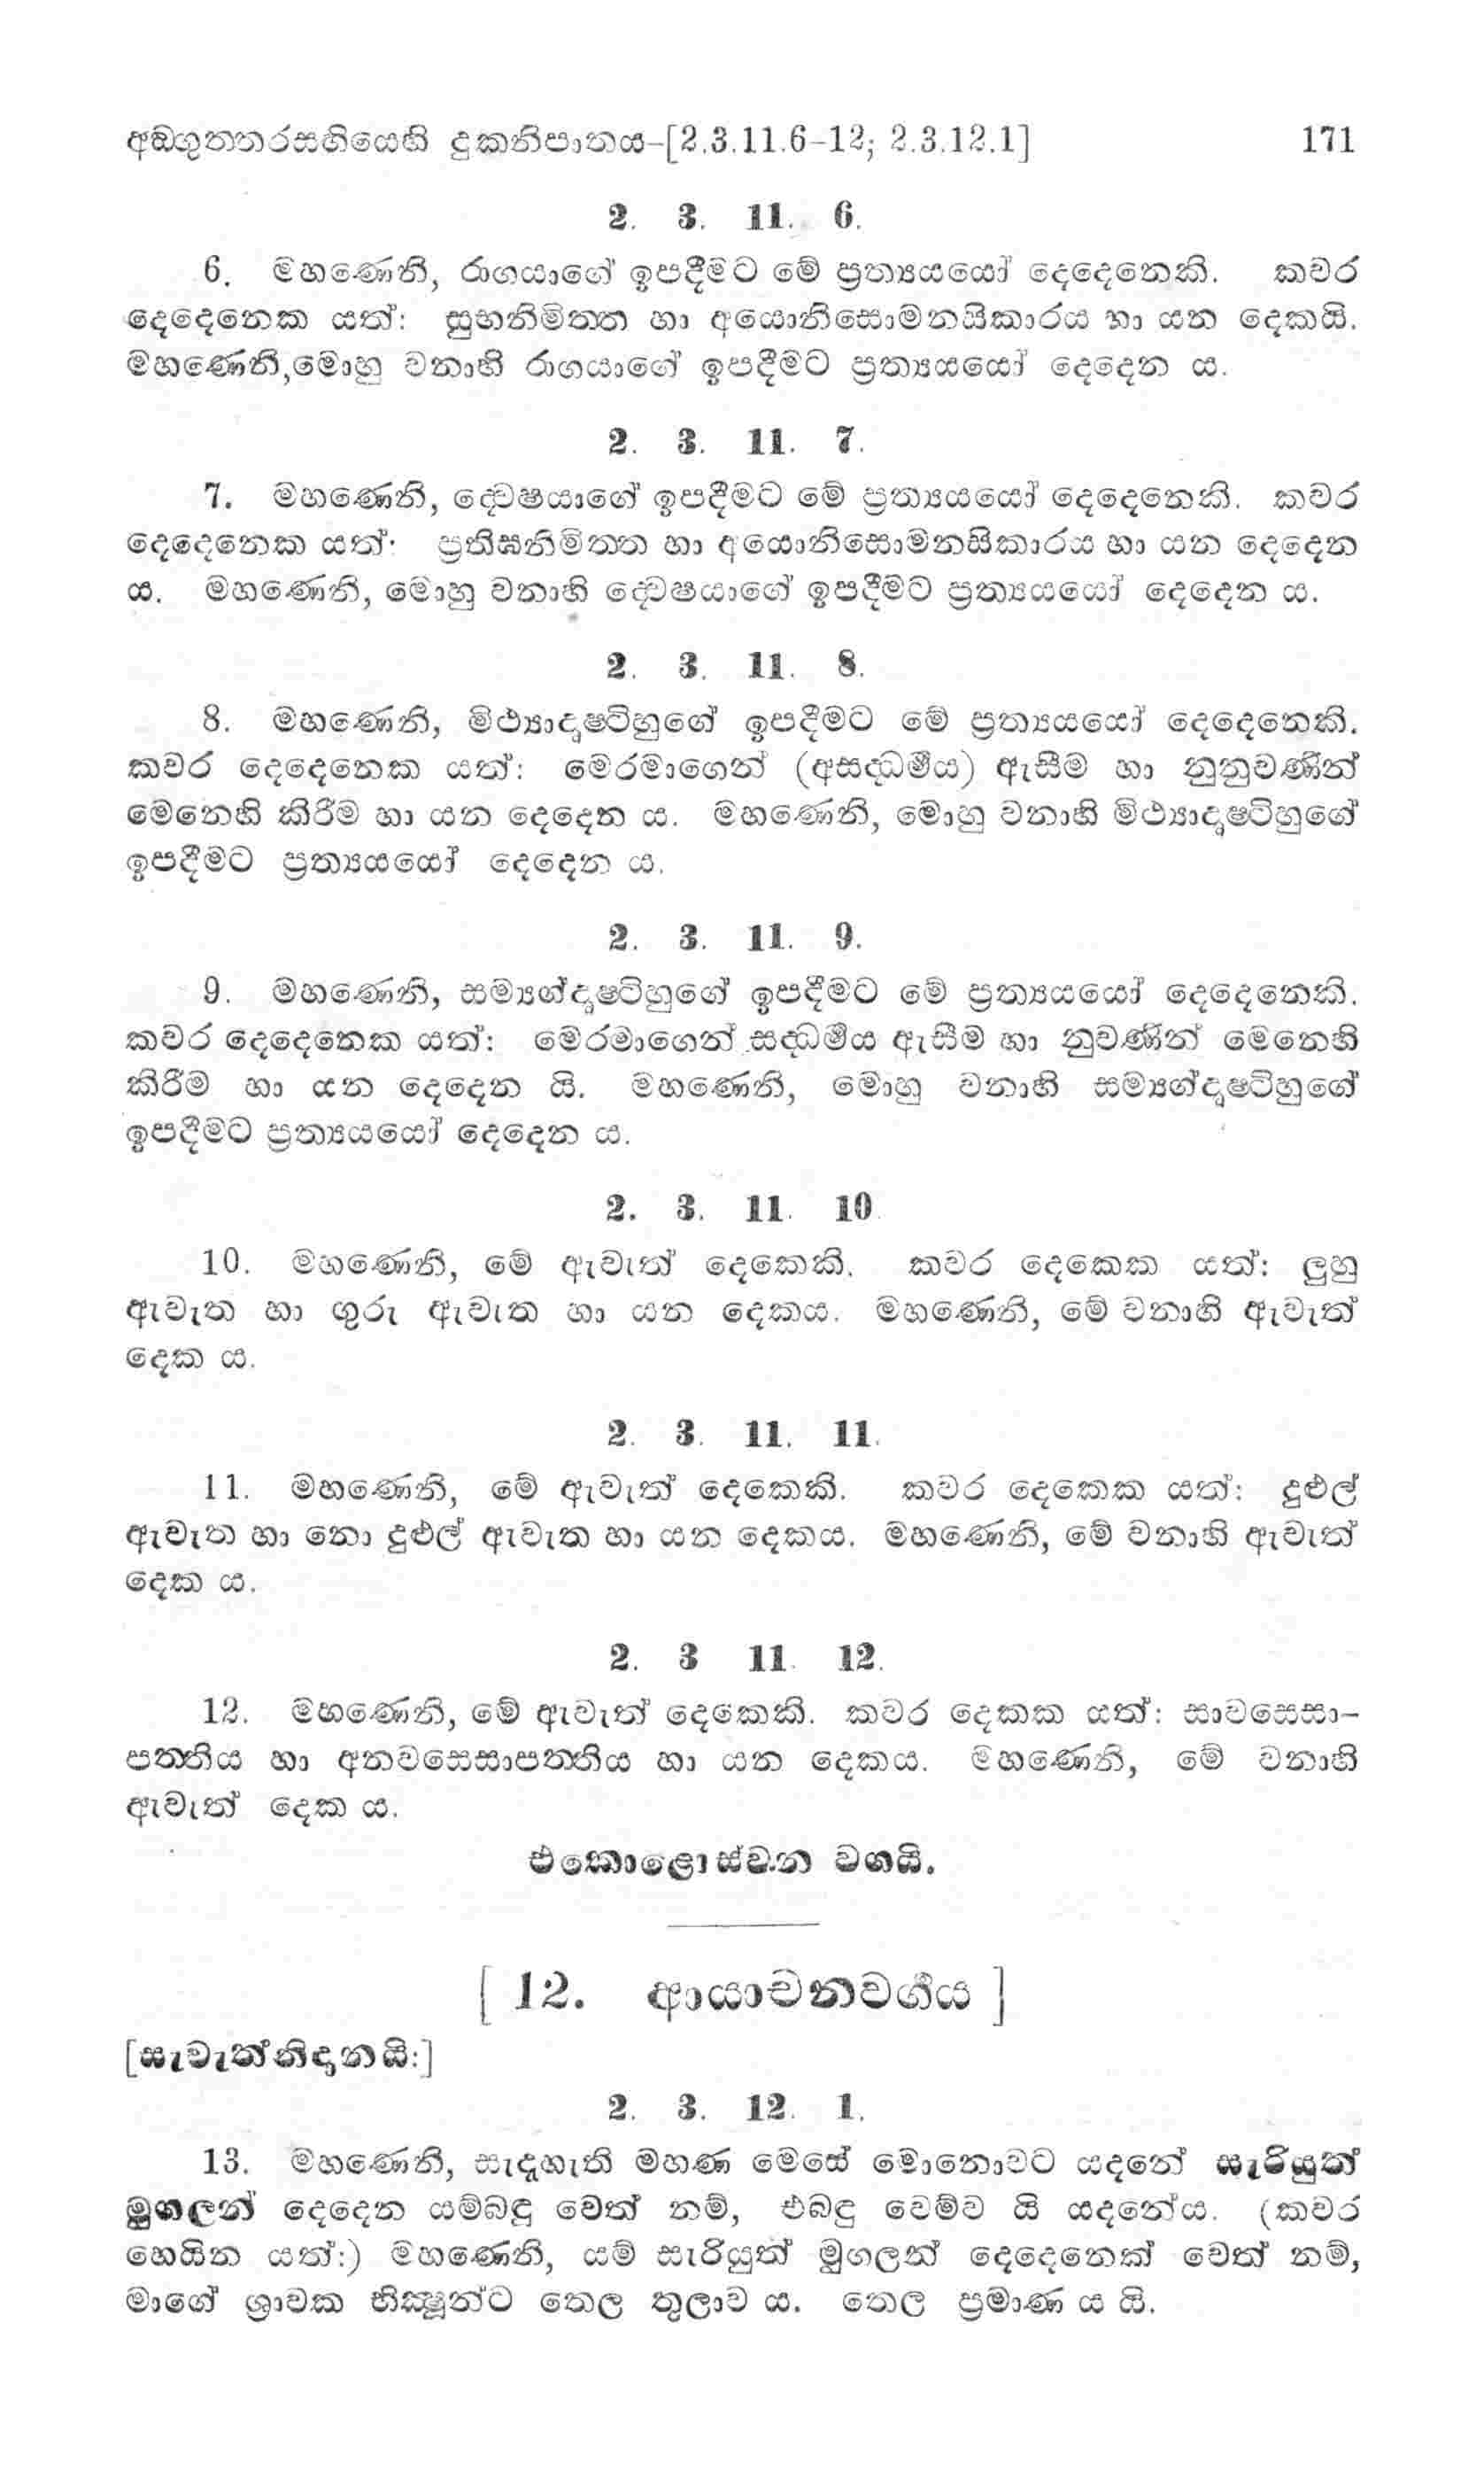 අඞගුත්තරසඟියෙහි දුකනිපාතය–[2.3.11.6–12; 2.3.12.1] 171
2. 3. 11. 6.
6. මහණෙනි, රාගයාගේ ඉපදීමට මේ ප්‍රත්‍යයයෝ දෙදෙනෙකි. කවර
දෙදෙනෙක යත්: සුභනිමිත්ත හා අයොනිසොමනසිකාරය හා යන දෙකයි.
මහණෙනි,මොහු වනාහි රාගයාගේ ඉපදීමට ප්‍රත්‍යයයෝ දෙදෙන ය.
2. 3. 11. 7.
7. මහණෙනි, ද්වෙෂයාගේ ඉපදීමට මේ ප්‍රත්‍යයයෝ දෙදෙනෙකි. කවර
දෙදෙනෙක යත්: ප්‍රතිඝනිමිත්ත හා අයොනිසොමනසිකාරය හා යන දෙදෙන
ය. මහණෙනි, මොහු වනාහි ද්වෙෂයාගේ ඉපදීමට ප්‍රත්‍යයයෝ දෙදෙන ය.
2. 3. 11. 8.
8. මහණෙනි, මිථ්‍යාදෘෂ්ටිහුගේ ඉපදීමට මේ ප්‍රත්‍යයයෝ දෙදෙනෙකි.
කවර දෙදෙනෙක යත්: මෙරමාගෙන් (අසද්ධර්මය) ඇසීම හා නුනුවණින්
මෙනෙහි කිරීම හා යන දෙදෙන ය. මහණෙනි, මොහු වනාහි මිථ්‍යාදෘෂ්ටිහුගේ
ඉපදීමට ප්‍රත්‍යයයෝ දෙදෙන ය.
2. 3. 11. 9.
9. මහණෙනි, සම්‍යග්දෘෂ්ටිහුගේ ඉපදීමට මේ ප්‍රත්‍යයයෝ දෙදෙනෙකි.
කවර දෙදෙනෙක යත්: මෙරමාගෙන් සද්ධර්මය ඇසීම හා නුවණින් මෙනෙහි
කිරීම හා යන දෙදෙන යි. මහණෙනි, මොහු වනාහි සම්‍යග්දෘෂ්ටිහුගේ
ඉපදීමට ප්‍රත්‍යයයෝ දෙදෙන ය.
2. 3. 11. 10
10. මහණෙනි, මේ ඇවැත් දෙකෙකි. කවර දෙකෙක යත්: ලුහු
ඇවැත හා ගුරු ඇවැත හා යන දෙකය. මහණෙනි, මේ වනාහි ඇවැත්
දෙක ය.
2. 3. 11. 11.
11. මහණෙනි, මේ ඇවැත් දෙකෙකි. කවර දෙකෙක යත්: දුළුල්
ඇවැත හා නො දුළුල් ඇවැත හා යන දෙකය. මහණෙනි, මේ වනාහි ඇවැත්
දෙක ය.
2. 3 11. 12.
12. මහණෙනි, මේ ඇවැත් දෙකෙකි. කවර දෙකක යත්: සාවසෙසා–
පත්තිය හා අනවසෙසාපත්තිය හා යන දෙකය. මහණෙනි, මේ වනාහි
ඇවැත් දෙක ය.
එකොළොස්වන වගයි.
[ 12. ආයාචනවර්ගය ]
[සැවැත්නිදානයි:]
2. 3. 12. 1.
13. මහණෙනි, සැදැහැති මහණ මෙසේ මොනොවට යදනේ සැරියුත්
මුගලන් දෙදෙන යම්බඳු වෙත් නම්, එබඳු වෙම්ව යි යදනේය. (කවර
හෙයින යත්:) මහණෙනි, යම් සැරියුත් මුගලන් දෙදෙනෙක් වෙත් නම්,
මාගේ ශ්‍රාවක භික්ෂූන්ට තෙල තුලාව ය. තෙල ප්‍රමාණ ය යි.